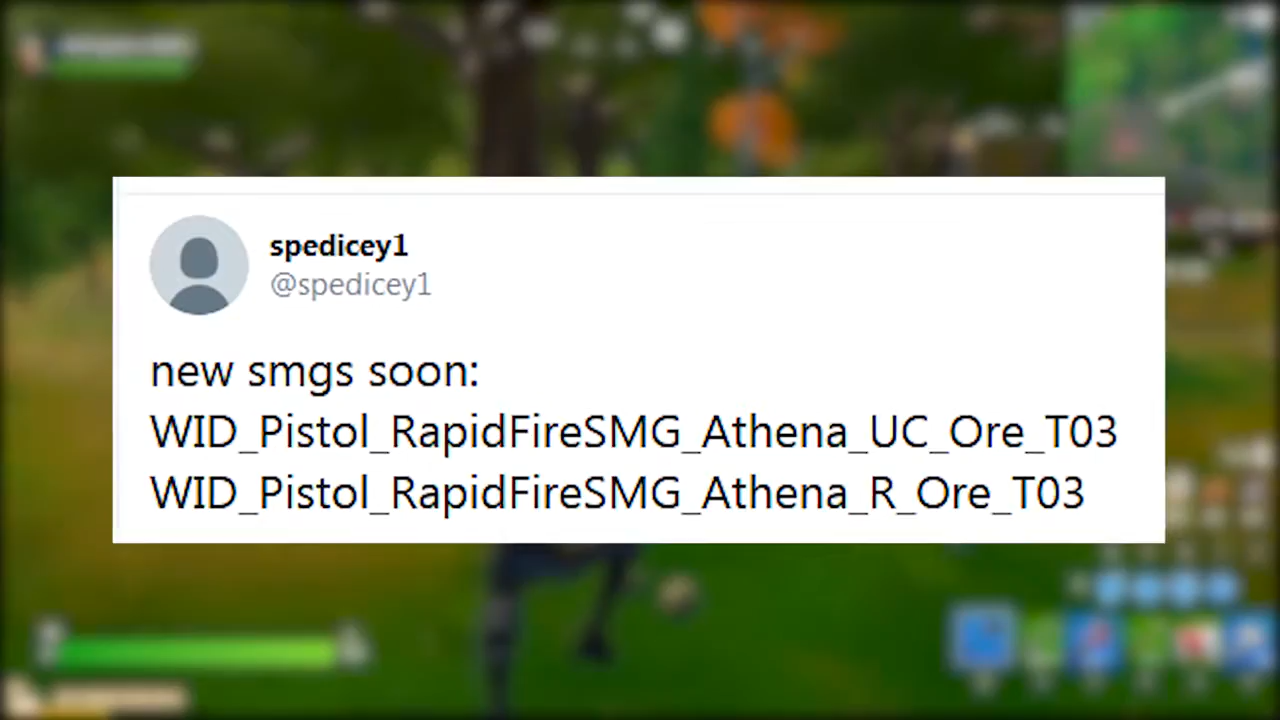 spedicey1
@spedicey1
new smgs soon:
WID_Pistol_RapidFireSMG_Athena_UC_Ore_T03
WID_Pistol_RapidFireSMG_Athena_R_Ore_T03